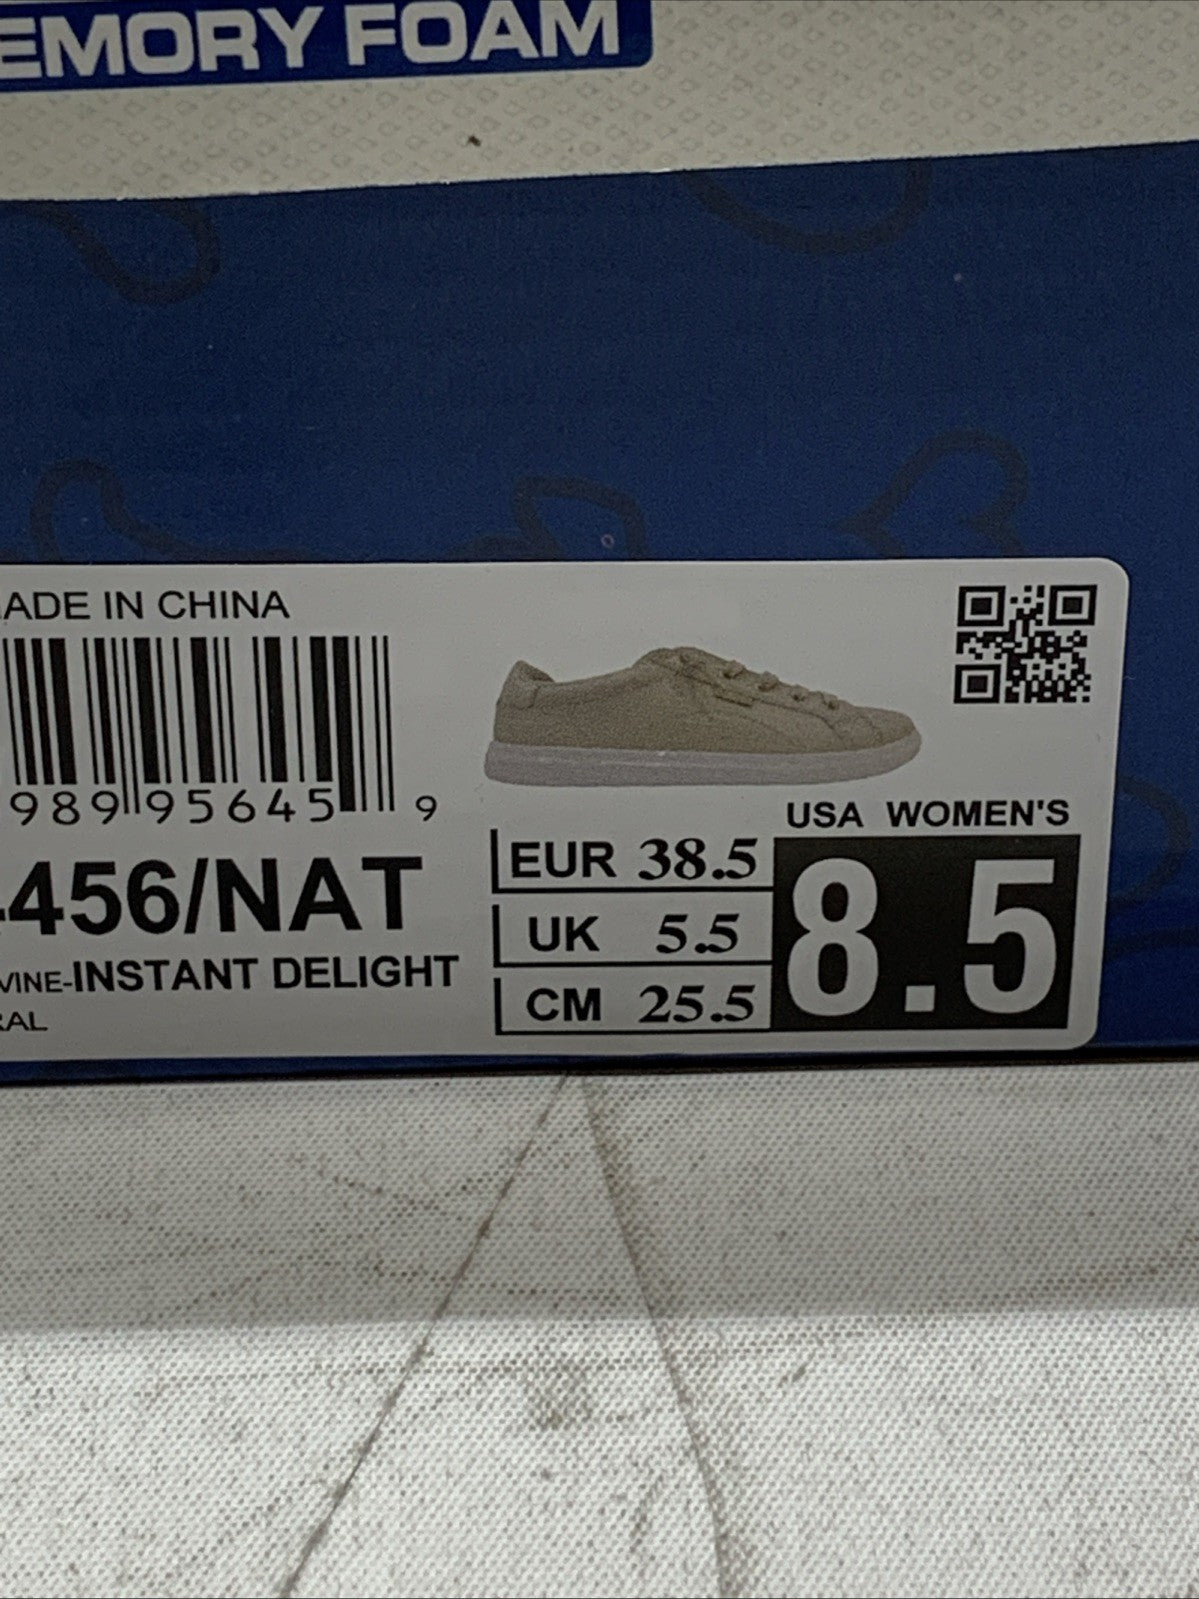 EMORY FOAM
MADE IN CHINA
989 95645 9
456/NAT
VINE-INSTANT DELIGHT
RAL
USA WOMEN'S
EUR 38.5
UK 5.5
CM 25.5
8.5